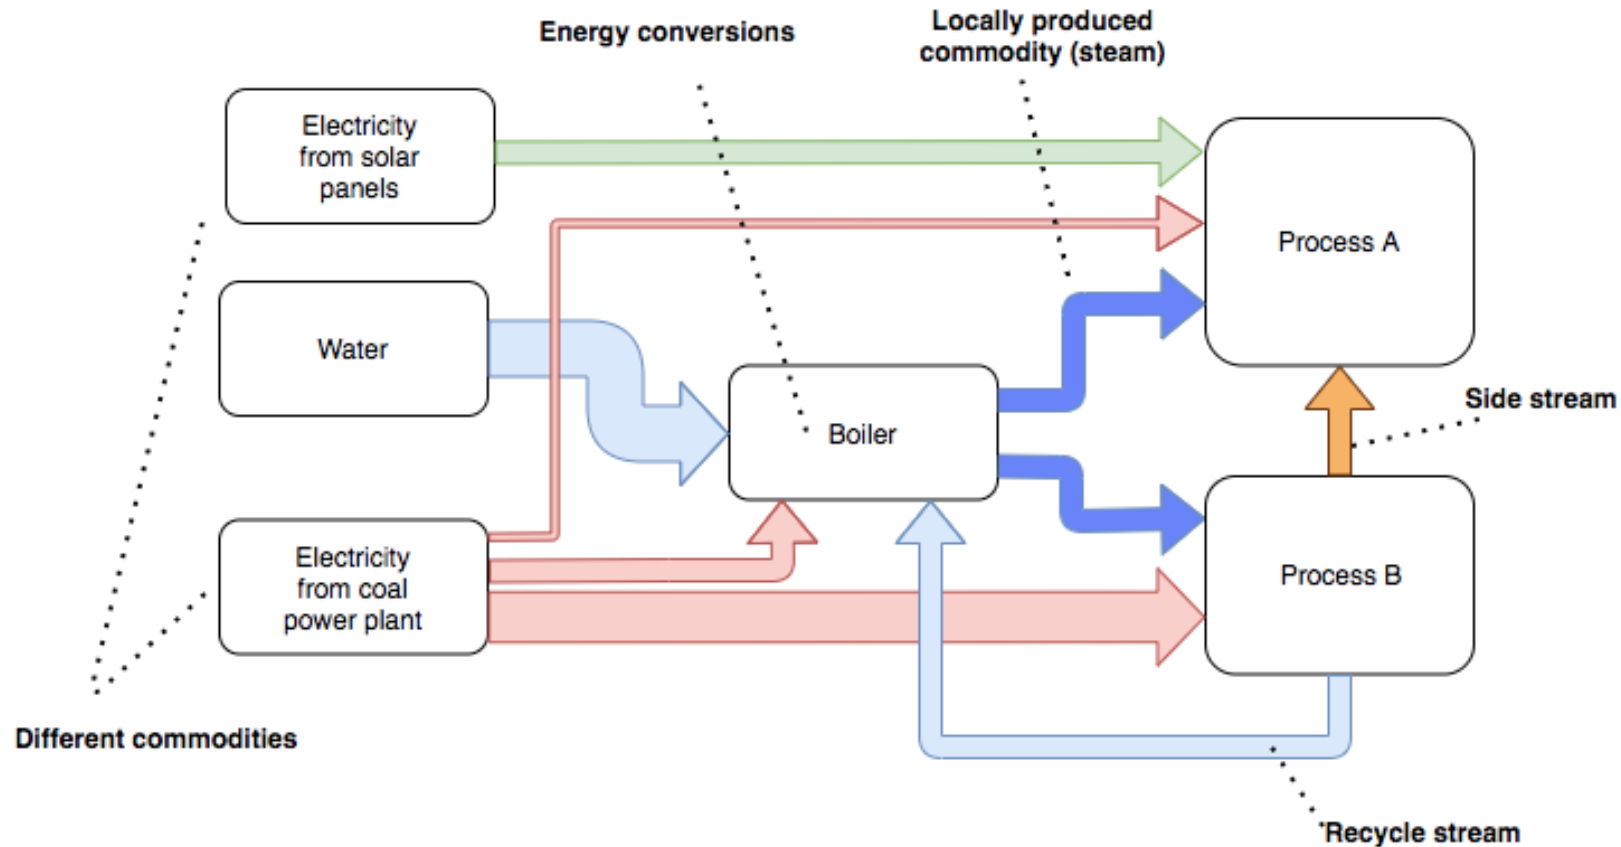 Energy conversions
Locally produced
commodity (steam)
Electricity
from solar
panels
Process A
Water
Side stream
Boiler
Electricity
from coal
power plant
Process B
Different commodities
Recycle stream